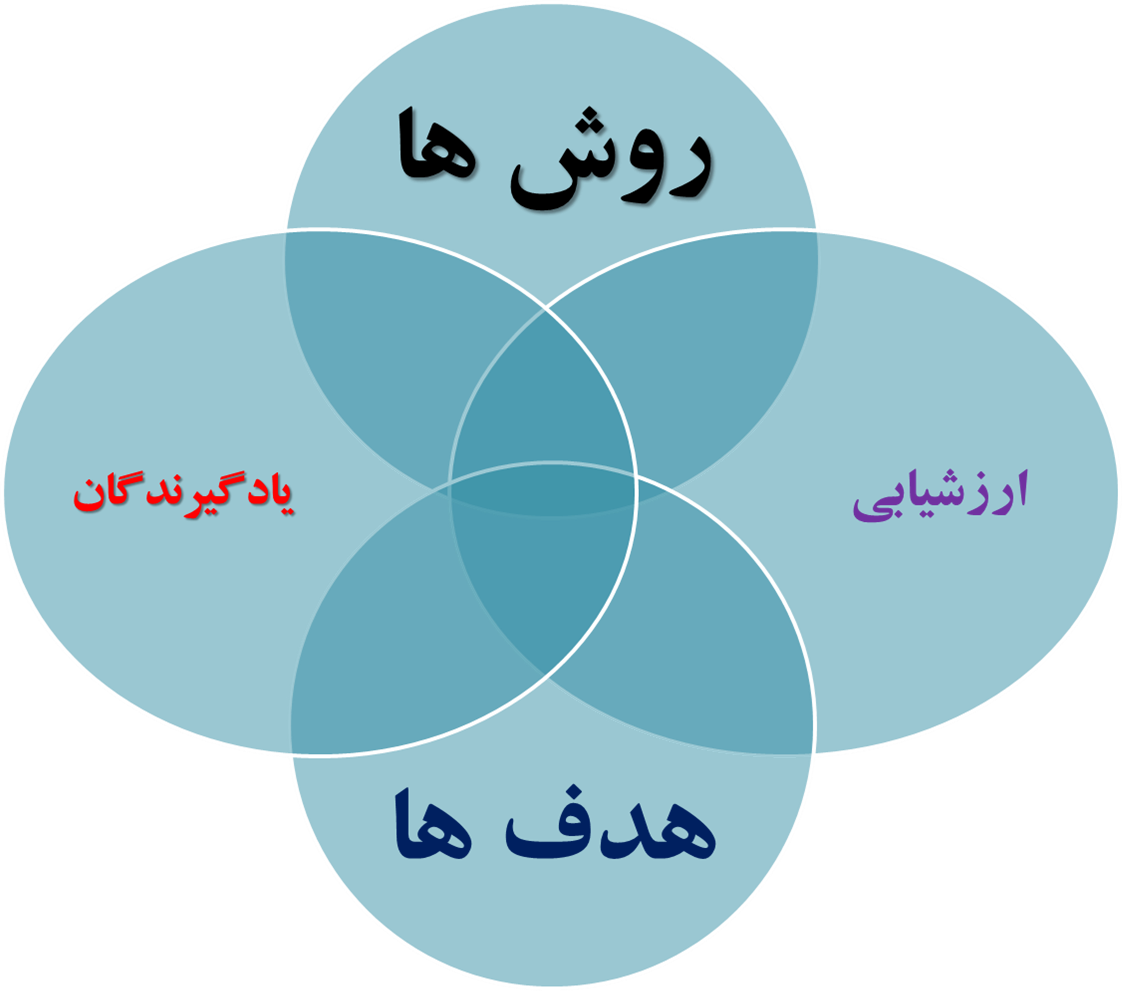 روش ها
ارزشیابی
یادگیرندگان
هدف ها